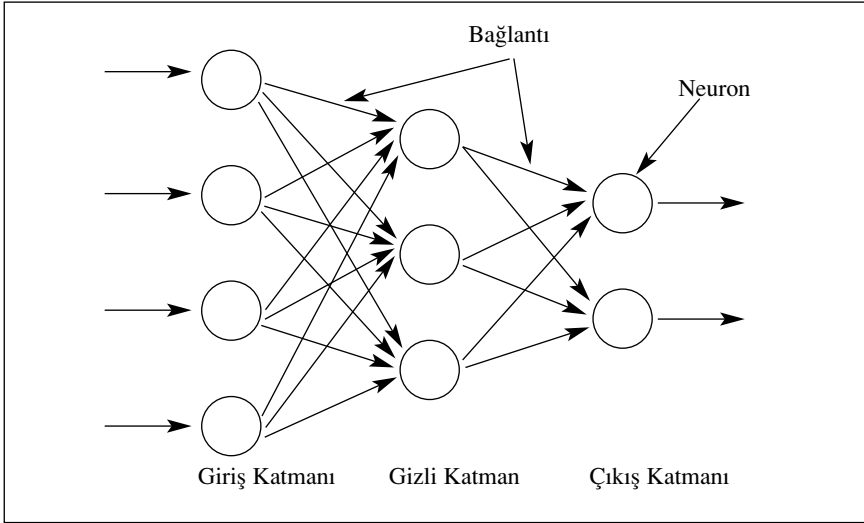 Bağlantı
Neuron
Giriş Katmanı
Gizli Katman
Çıkış Katmanı